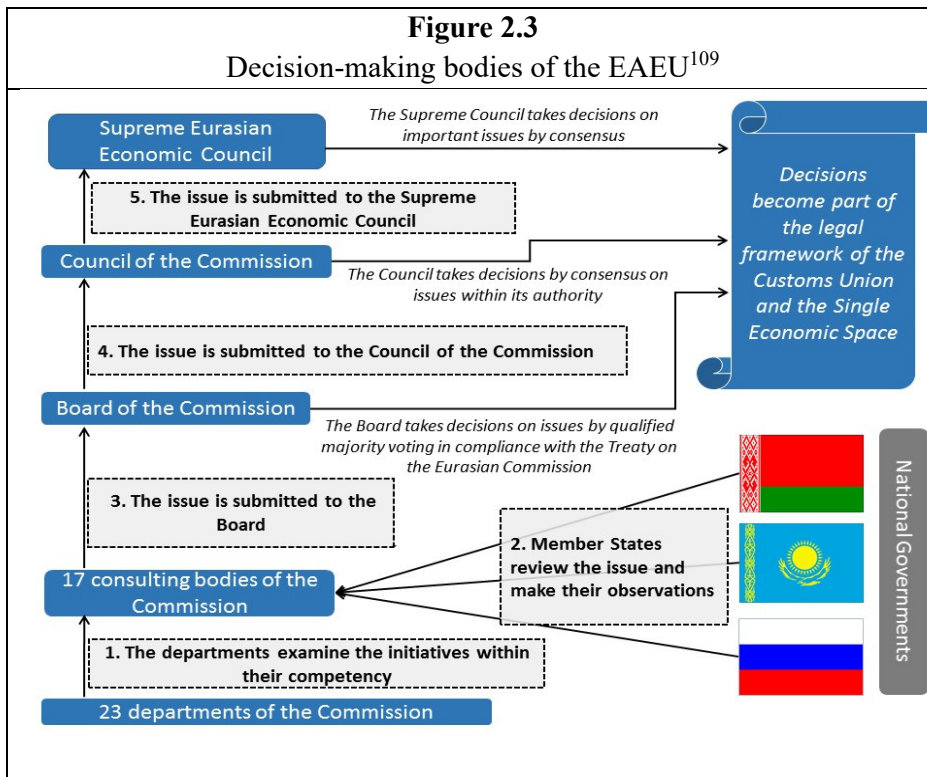 Figure 2.3
Decision-making bodies of the EAEU109
Supreme Eurasian
Economic Council
The Supreme Council takes decisions on
important issues by consensus
Decisions
become part of
the legal
framework of the
Customs Union
and the Single
Economic Space
5. The issue is submitted to the Supreme
Eurasian Economic Council
Council of the Commission
The Council takes decisions by consensus on
issues within its authority
4. The issue is submitted to the Council of the Commission
Board of the Commission
The Board takes decisions on issues by qualified
majority voting in compliance with the Treaty on
the Eurasian Commission
3. The issue is submitted to the
Board
2. Member States
review the issue and
make their observations
National Governments
17 consulting bodies of the
Commission
1. The departments examine the initiatives within
their competency
23 departments of the Commission